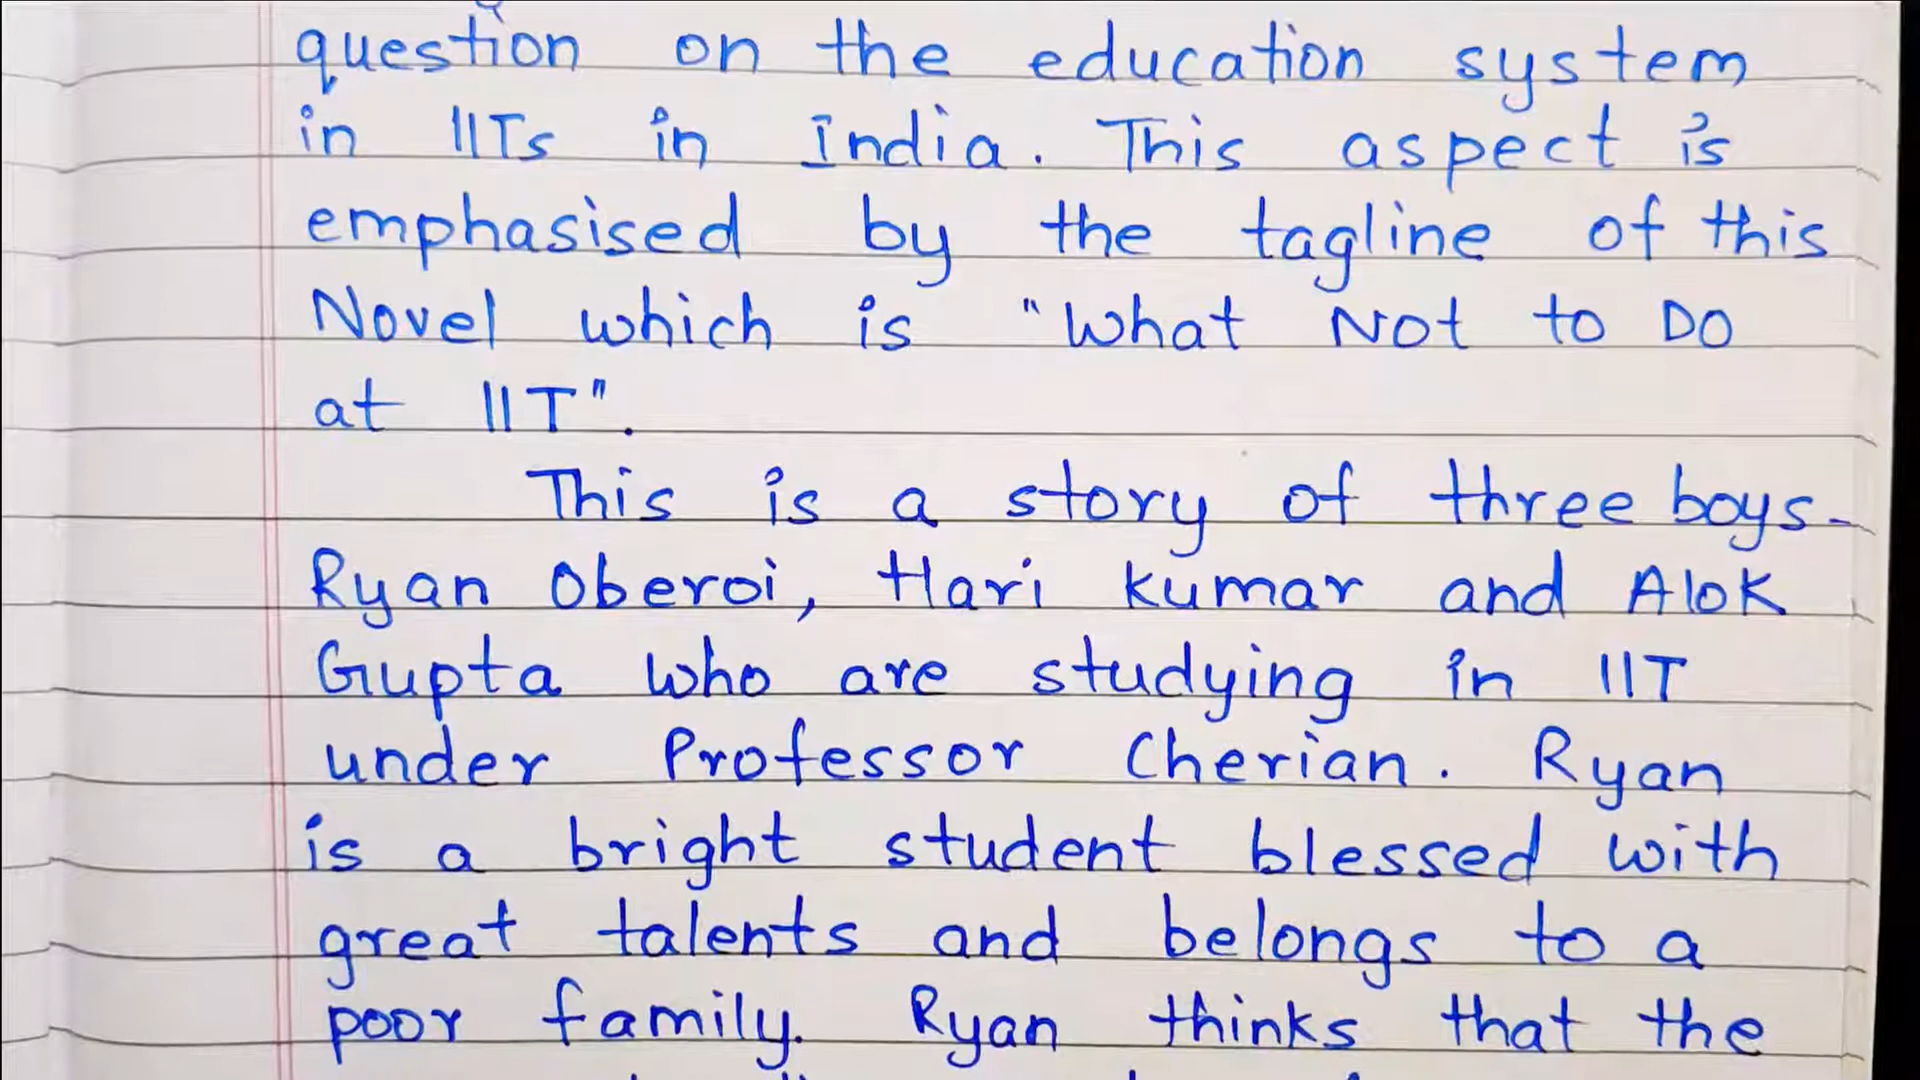 question on the education system
in IITs in India. This aspect is
emphasised by the tagline of this
Novel which is "What Not to Do
at IIT".
This is a story of three boys-
Ryan Oberoi, Hari Kumar and Alok
Gupta who are studying in IIT
under Professor Cherian. Ryan
is a bright student blessed with
great talents and belongs to a
poor family. Ryan thinks that the